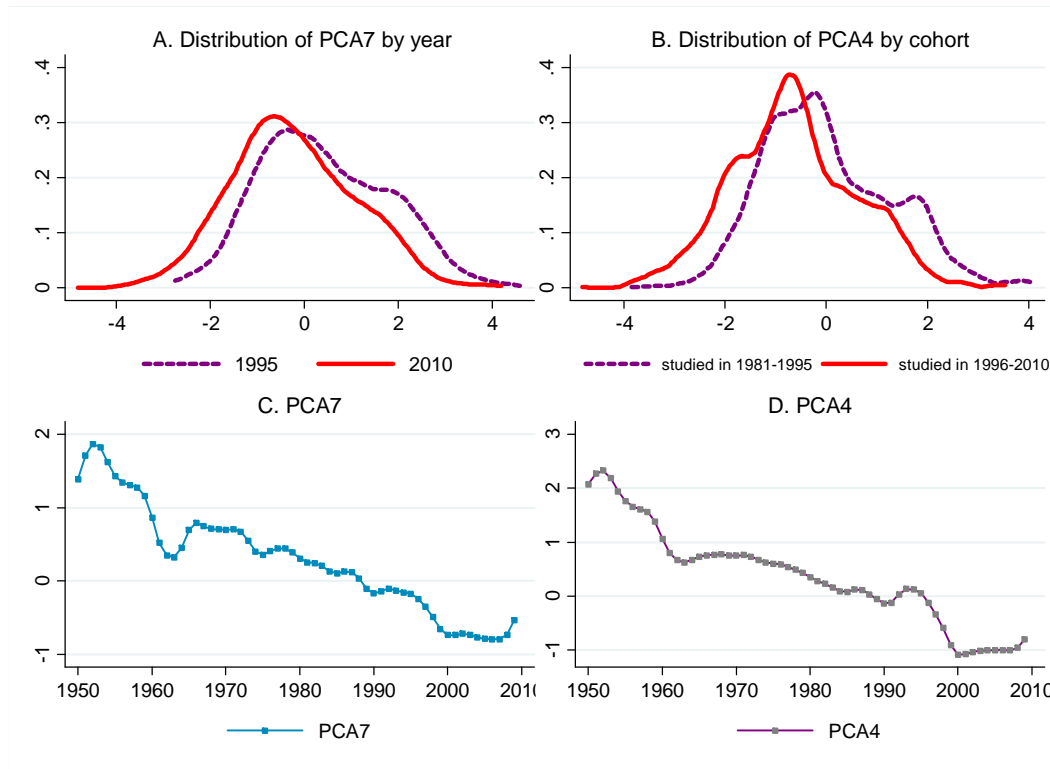 A. Distribution of PCA7 by year
.4
.3
.2
.1
0
-4 -2 0 2 4
1995 2010
B. Distribution of PCA4 by cohort
.4
.3
.2
.1
0
-4 -2 0 2 4
studied in 1981-1995 studied in 1996-2010
C. PCA7
2
1
0
-1
1950 1960 1970 1980 1990 2000 2010
PCA7
D. PCA4
3
2
1
0
-1
1950 1960 1970 1980 1990 2000 2010
PCA4